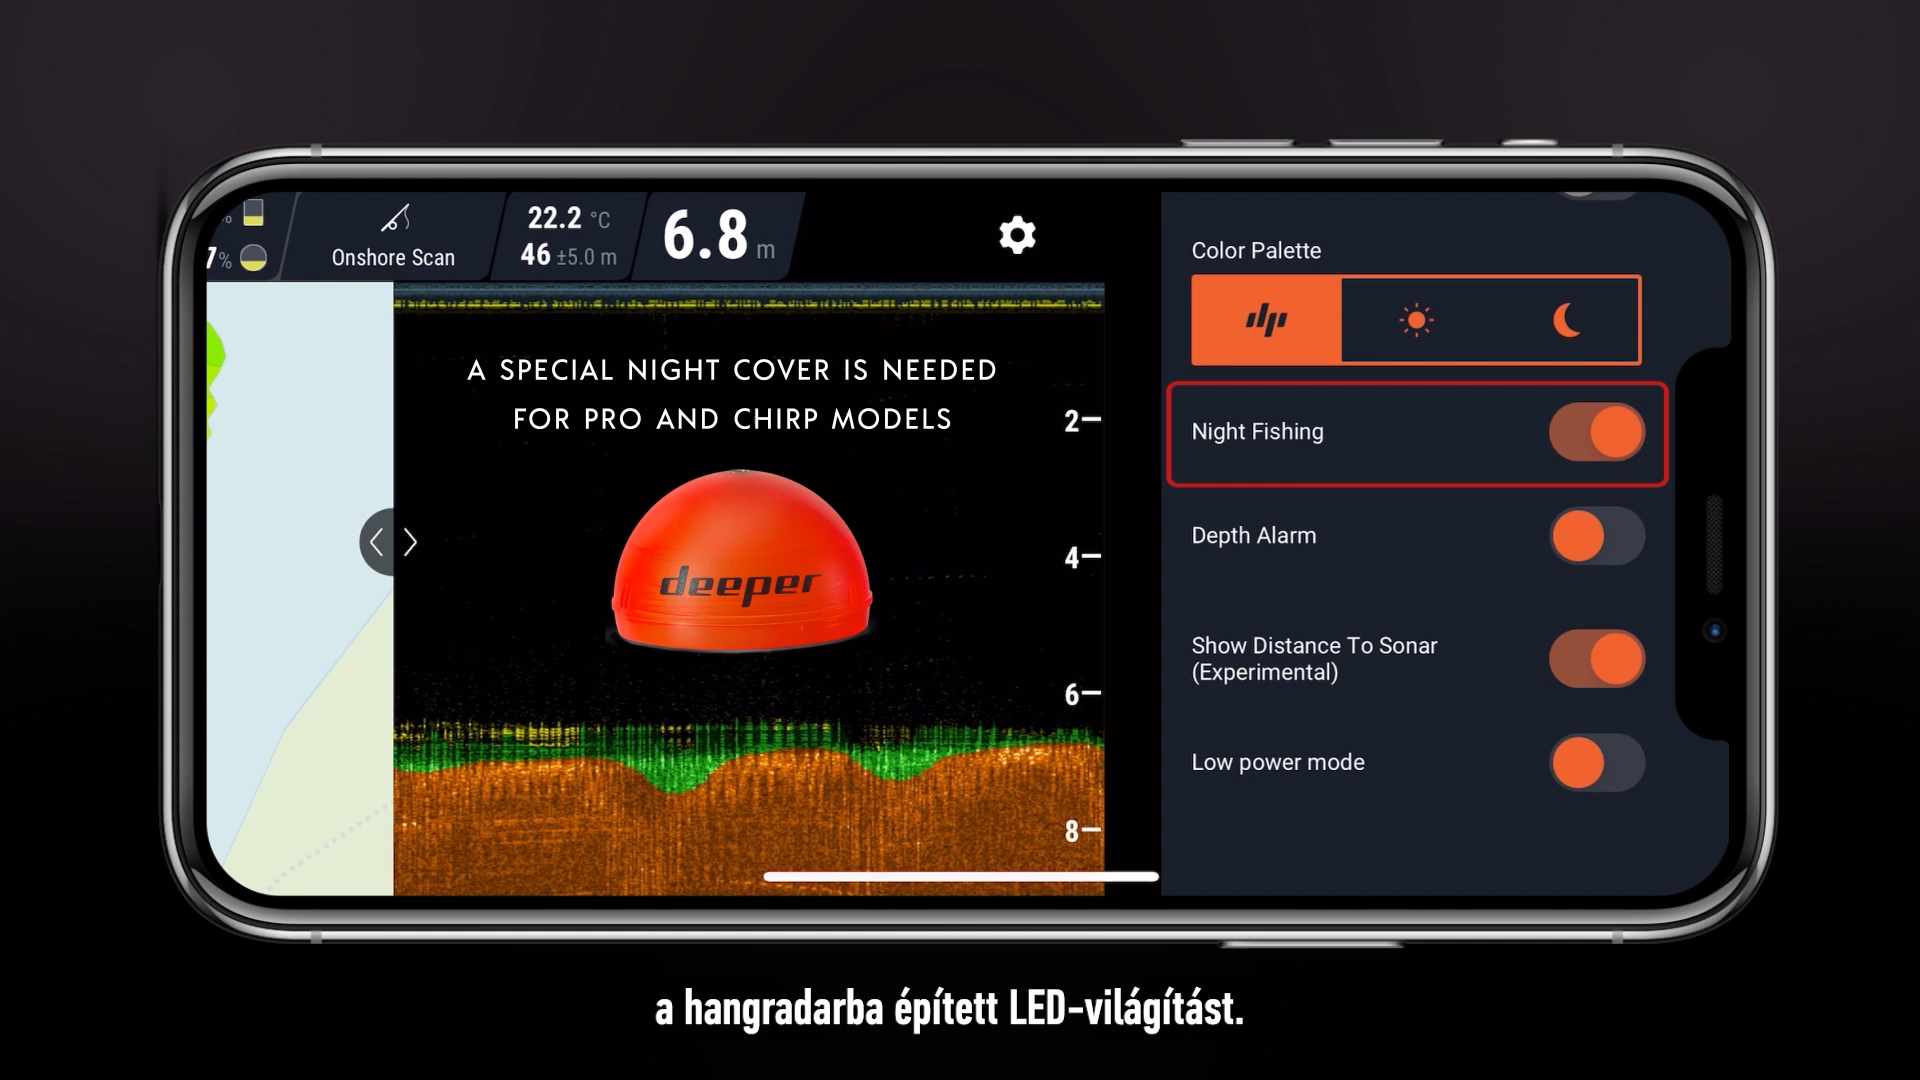 %
7%
Onshore Scan
22.2 °C
46 ±5.0 m
6.8 m
A SPECIAL NIGHT COVER IS NEEDED
FOR PRO AND CHIRP MODELS
deeper
2
4
6
8
Color Palette
Night Fishing
Depth Alarm
Show Distance To Sonar
(Experimental)
Low power mode
a hangradarba épített LED-világítást.